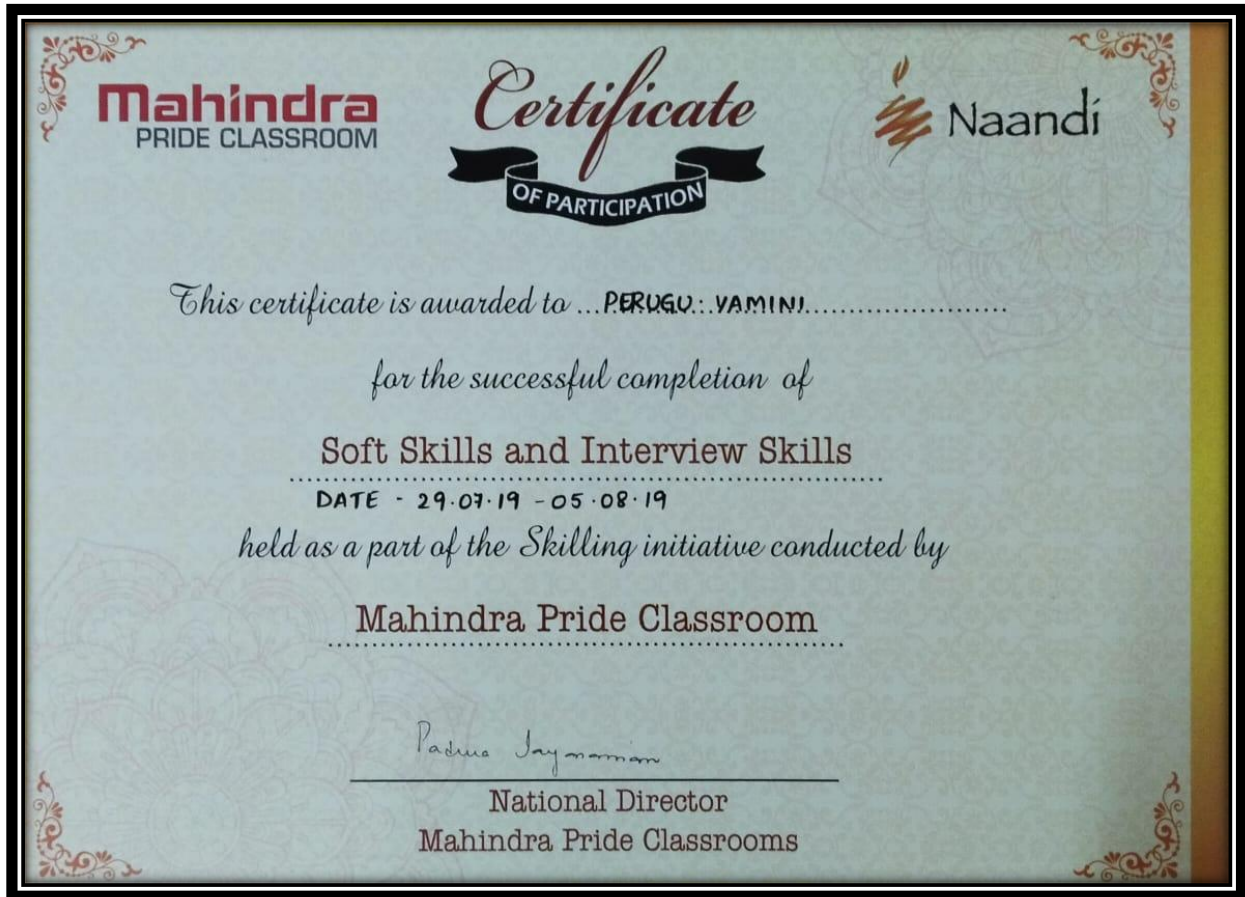 Mahindra
PRIDE CLASSROOM
Certificate
OF PARTICIPATION
Naandi
This certificate is awarded to ...PERUGU: YAMINI......................
for the successful completion of
Soft Skills and Interview Skills
DATE - 29.07.19 - 05.08.19
held as a part of the Skilling initiative conducted by
Mahindra Pride Classroom
Padma
National Director
Mahindra Pride Classrooms